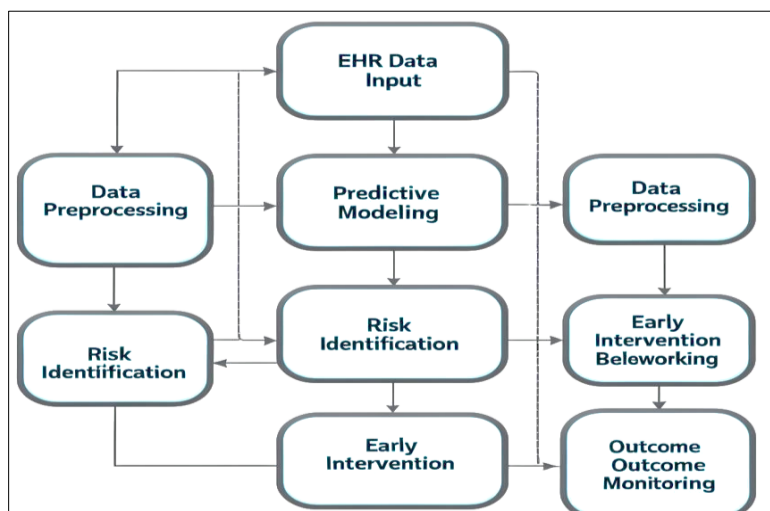 EHR Data
Input
Data
Preprocessing
Predictive
Modeling
Data
Preprocessing
Risk
Identiification
Risk
Identification
Early
Intervention
Beleworking
Early
Intervention
Outcome
Outcome
Monitoring